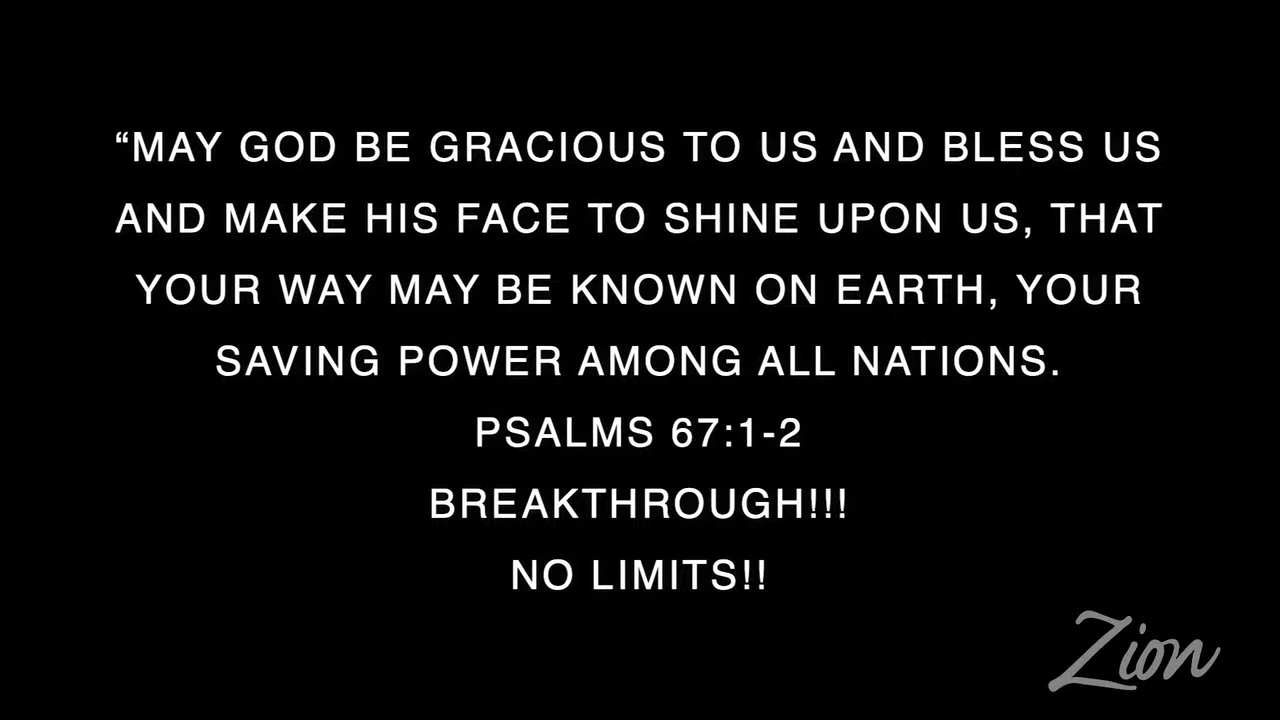 “MAY GOD BE GRACIOUS TO US AND BLESS US
AND MAKE HIS FACE TO SHINE UPON US, THAT
YOUR WAY MAY BE KNOWN ON EARTH, YOUR
SAVING POWER AMONG ALL NATIONS.
PSALMS 67:1-2
BREAKTHROUGH!!!
NO LIMITS!!
Zion